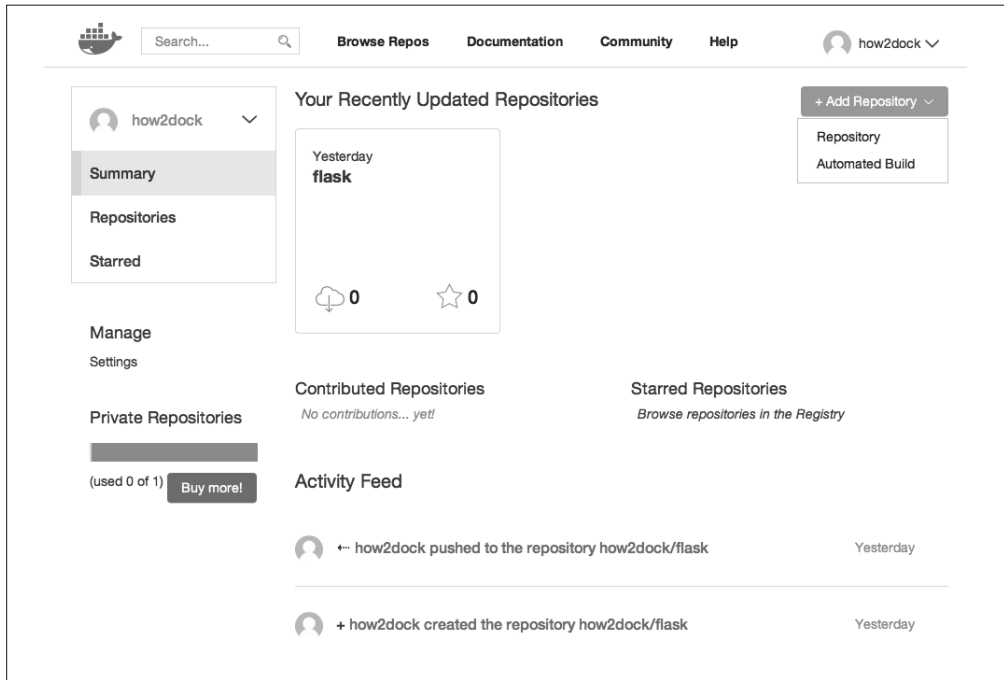 Search...
Browse Repos
Documentation
Community
Help
how2dock
how2dock
Summary
Repositories
Starred
Manage
Settings
Private Repositories
(used 0 of 1)
Buy more!
Your Recently Updated Repositories
+ Add Repository
Repository
Automated Build
Yesterday
flask
0
0
Contributed Repositories
No contributions... yet!
Starred Repositories
Browse repositories in the Registry
Activity Feed
how2dock pushed to the repository how2dock/flask
Yesterday
+ how2dock created the repository how2dock/flask
Yesterday